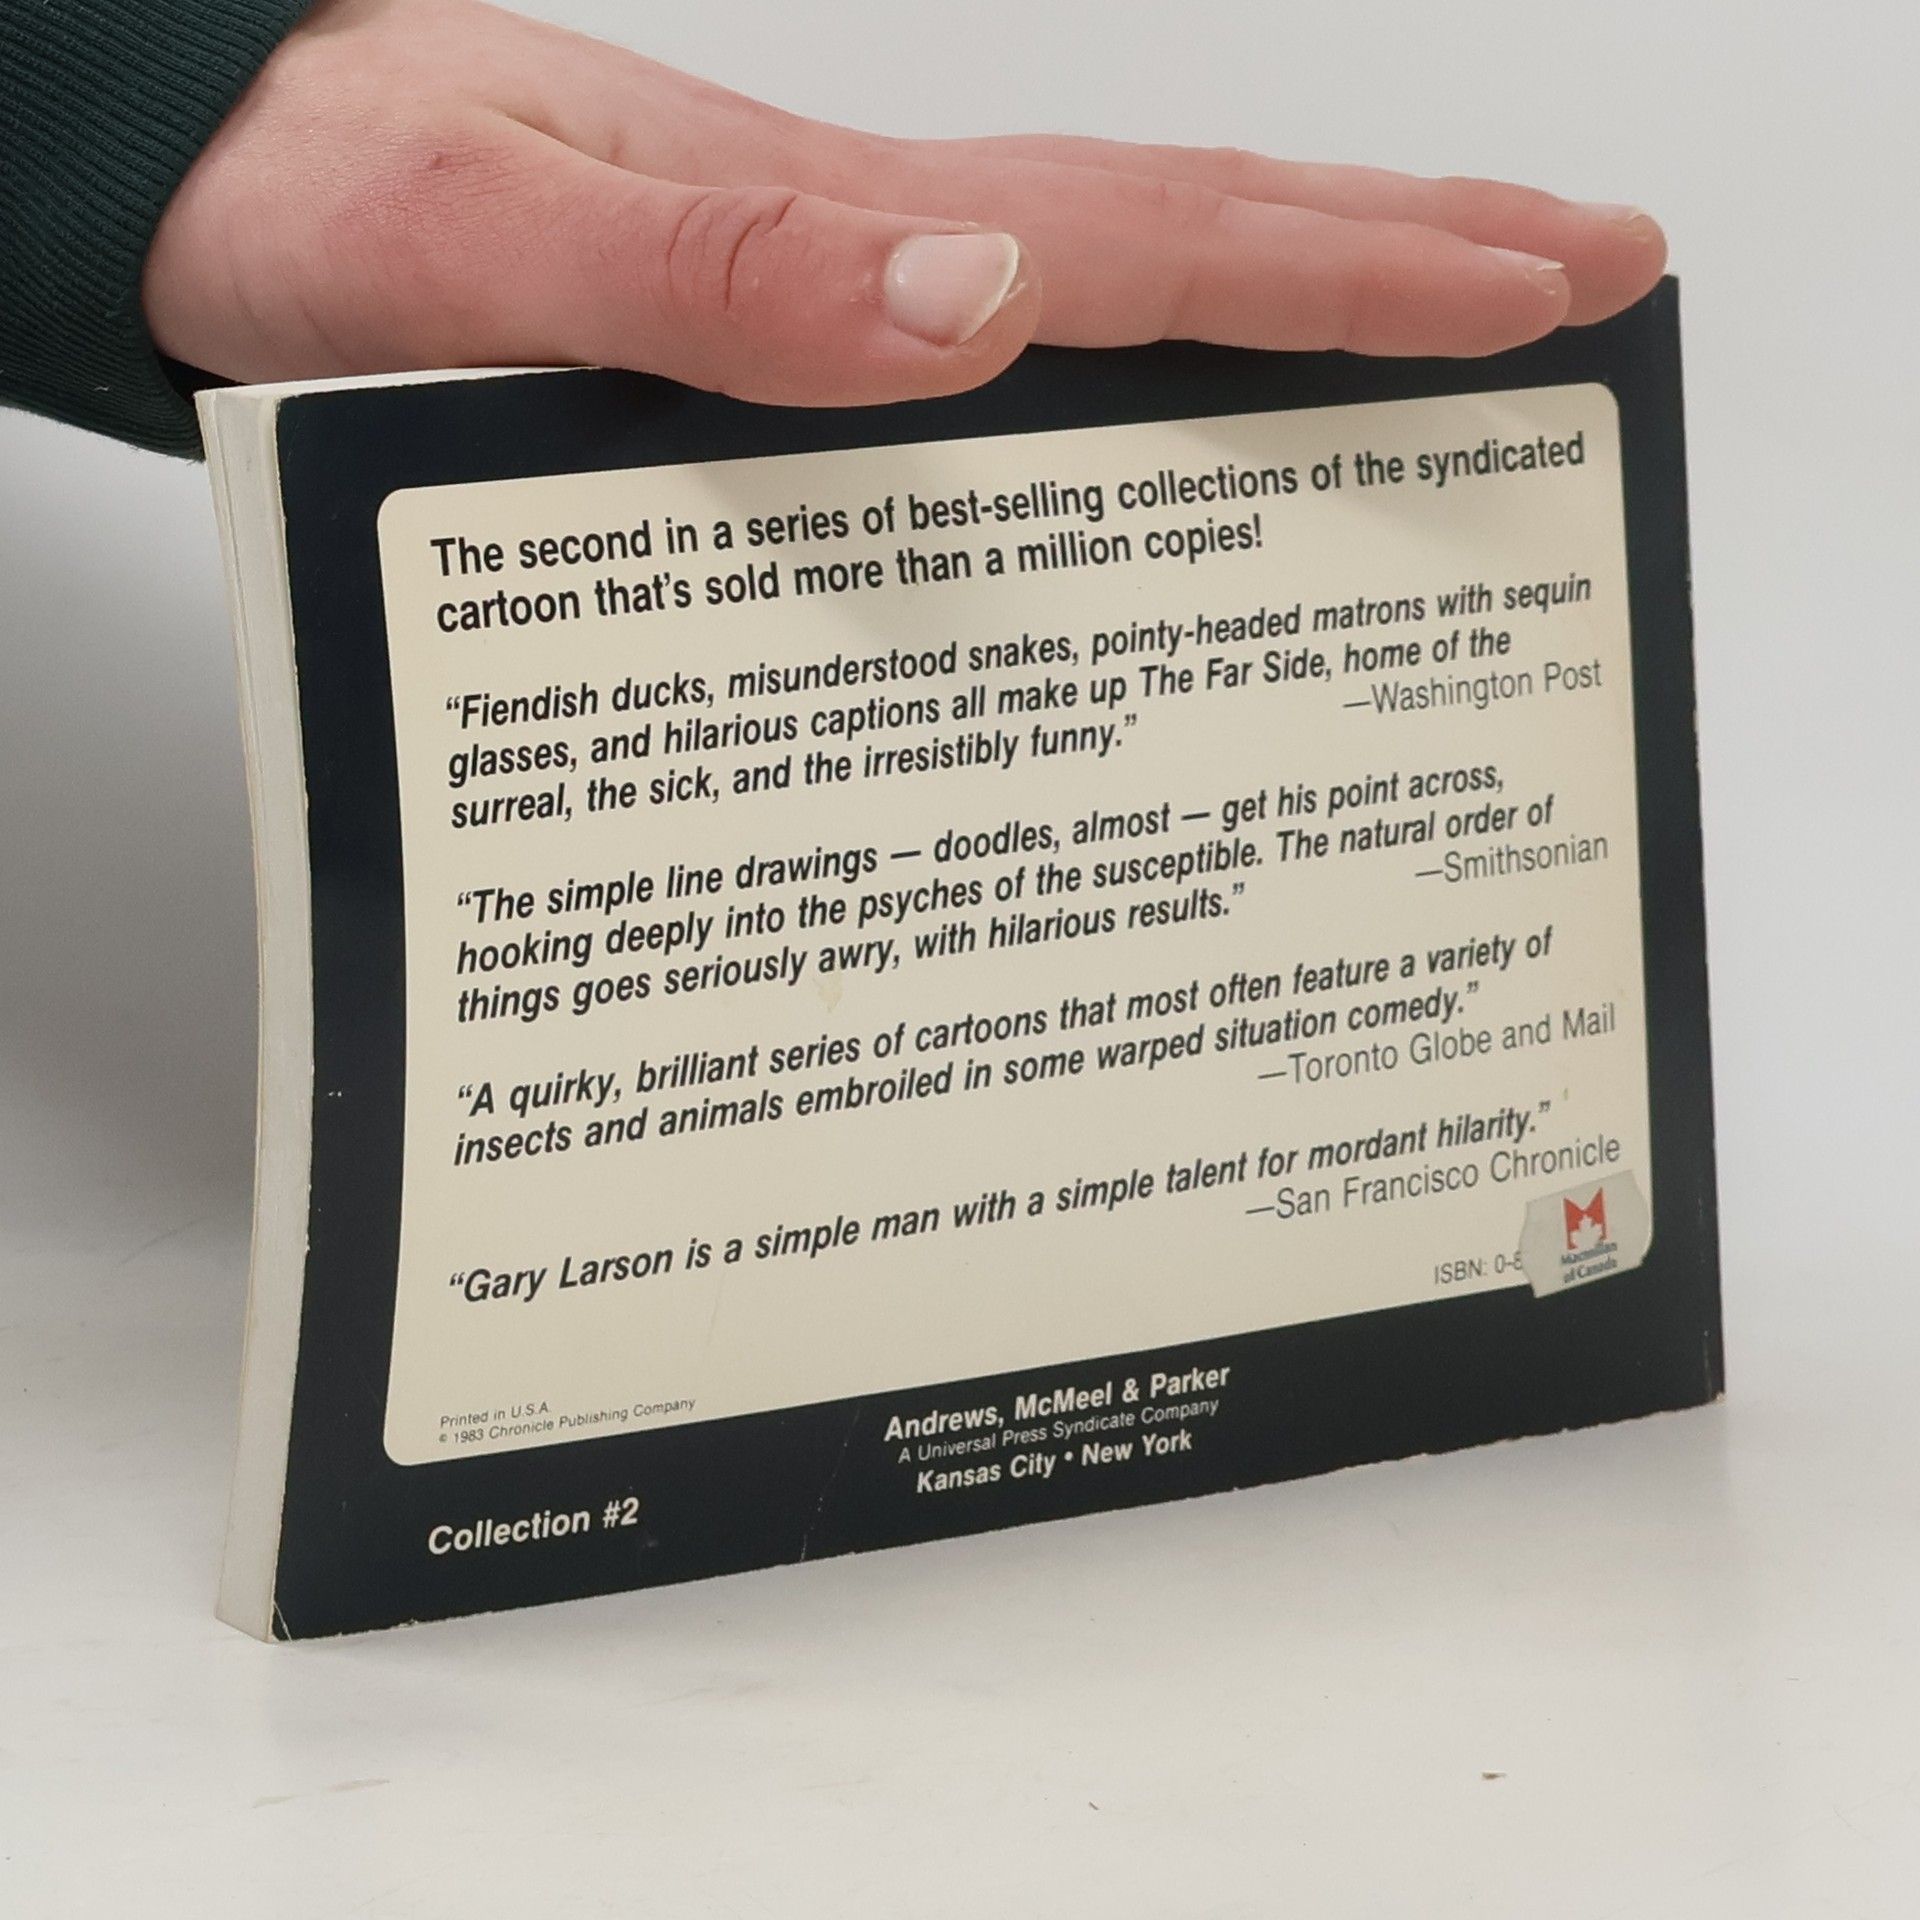 The second in a series of best-selling collections of the syndicated
cartoon that's sold more than a million copies!
“Fiendish ducks, misunderstood snakes, pointy-headed matrons with sequin
glasses, and hilarious captions all make up The Far Side, home of the
surreal, the sick, and the irresistibly funny.”
—Washington Post
“The simple line drawings — doodles, almost — get his point across,
hooking deeply into the psyches of the susceptible. The natural order of
things goes seriously awry, with hilarious results.”
—Smithsonian
“A quirky, brilliant series of cartoons that most often feature a variety of
insects and animals embroiled in some warped situation comedy.”
—Toronto Globe and Mail
“Gary Larson is a simple man with a simple talent for mordant hilarity.”
—San Francisco Chronicle
ISBN: 0-8
Macmillan
of Canada
Printed in U.S.A.
© 1983 Chronicle Publishing Company
Andrews, McMeel & Parker
A Universal Press Syndicate Company
Kansas City • New York
Collection #2